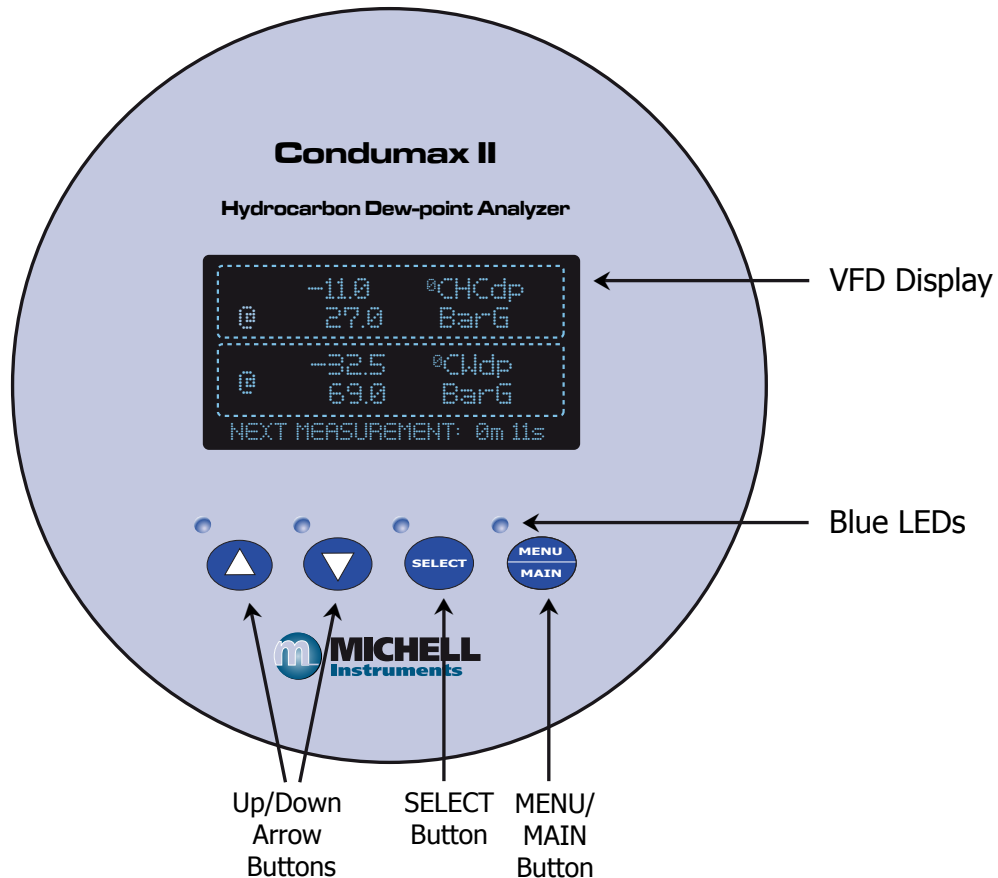 Condumax II
Hydrocarbon Dew-point Analyzer
-11.0 ⁰CHCdp
@ 27.0 BarG
-32.5 ⁰CWdp
@ 69.0 BarG
NEXT MEASUREMENT: 0m 11s
VFD Display
Blue LEDs
SELECT
MENU
MAIN
m
MICHELL
Instruments
Up/Down
Arrow
Buttons
SELECT
Button
MENU/
MAIN
Button